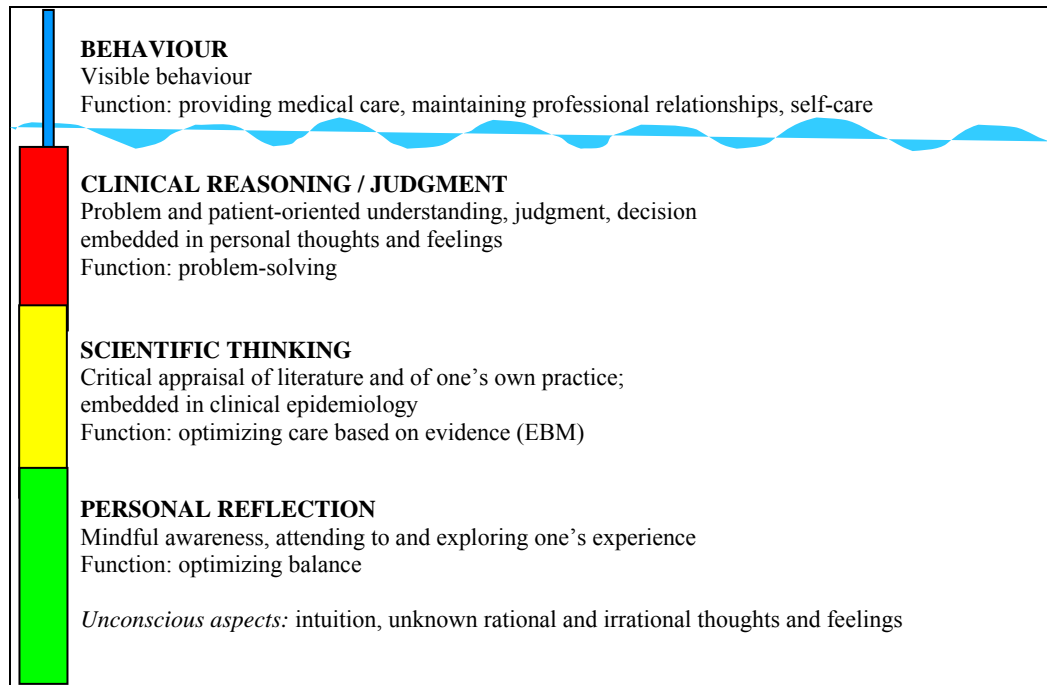 BEHAVIOUR
Visible behaviour
Function: providing medical care, maintaining professional relationships, self-care
CLINICAL REASONING / JUDGMENT
Problem and patient-oriented understanding, judgment, decision
embedded in personal thoughts and feelings
Function: problem-solving
SCIENTIFIC THINKING
Critical appraisal of literature and of one’s own practice;
embedded in clinical epidemiology
Function: optimizing care based on evidence (EBM)
PERSONAL REFLECTION
Mindful awareness, attending to and exploring one’s experience
Function: optimizing balance
Unconscious aspects: intuition, unknown rational and irrational thoughts and feelings